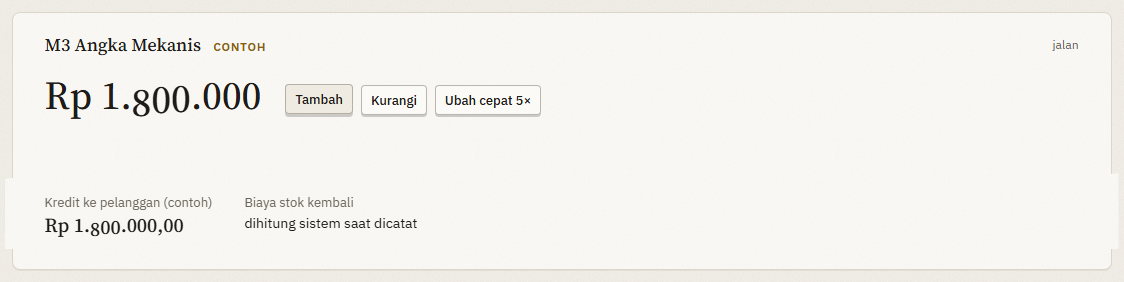 M3 Angka Mekanis CONTOH
jalan
Rp 1.800.000
Tambah
Kurangi
Ubah cepat 5×
Kredit ke pelanggan (contoh)
Rp 1.800.000,00
Biaya stok kembali
dihitung sistem saat dicatat